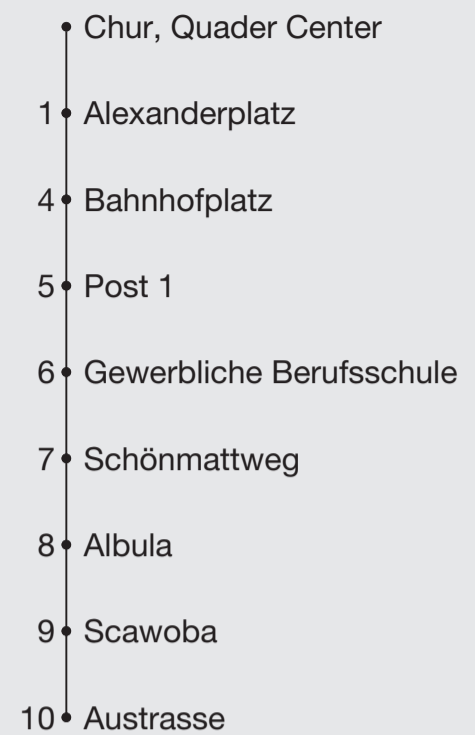 Chur, Quader Center
1 Alexanderplatz
4 Bahnhofplatz
5 Post 1
6 Gewerbliche Berufsschule
7 Schönmattweg
8 Albula
9 Scawoba
10 Austrasse